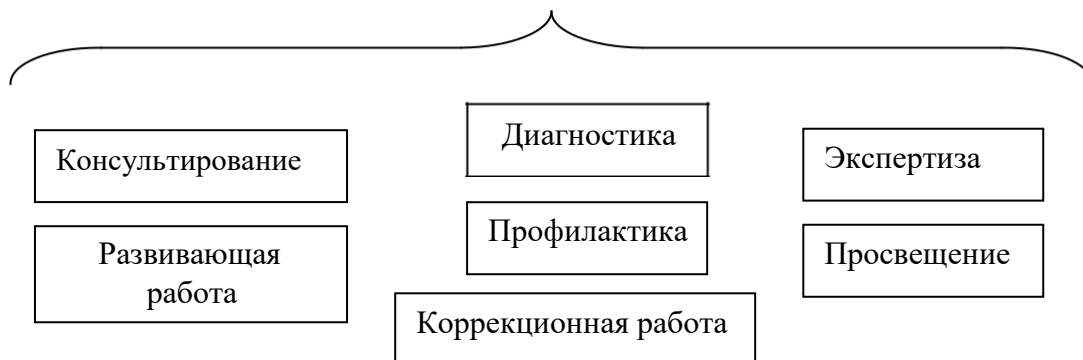 Консультирование
Диагностика
Экспертиза
Развивающая
работа
Профилактика
Просвещение
Коррекционная работа